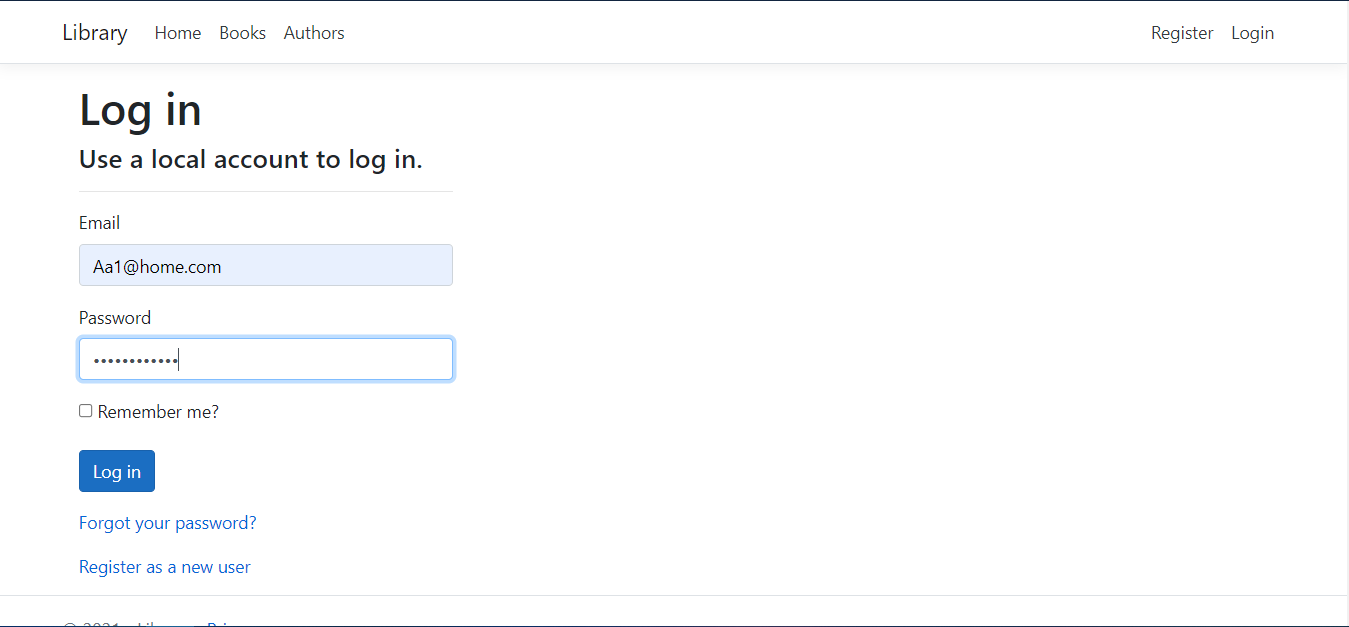 Library Home Books Authors Register Login
Log in
Use a local account to log in.
Email
Aa1@home.com
Password
••••••••••••
Remember me?
Log in
Forgot your password?
Register as a new user